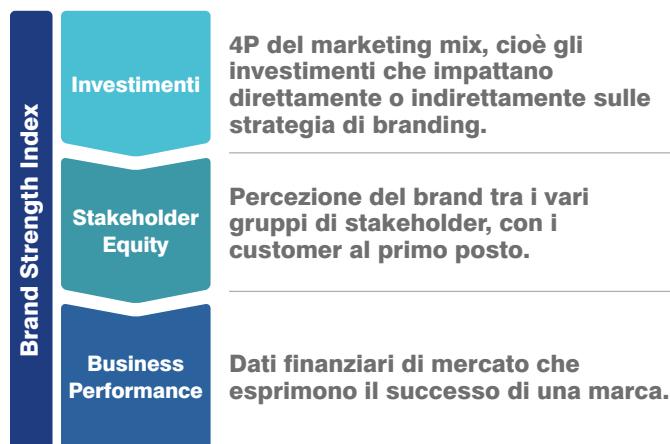 Brand Strength Index
Investimenti
4P del marketing mix, cioè gli
investimenti che impattano
direttamente o indirettamente sulle
strategia di branding.
Stakeholder
Equity
Percezione del brand tra i vari
gruppi di stakeholder, con i
customer al primo posto.
Business
Performance
Dati finanziari di mercato che
esprimono il successo di una marca.